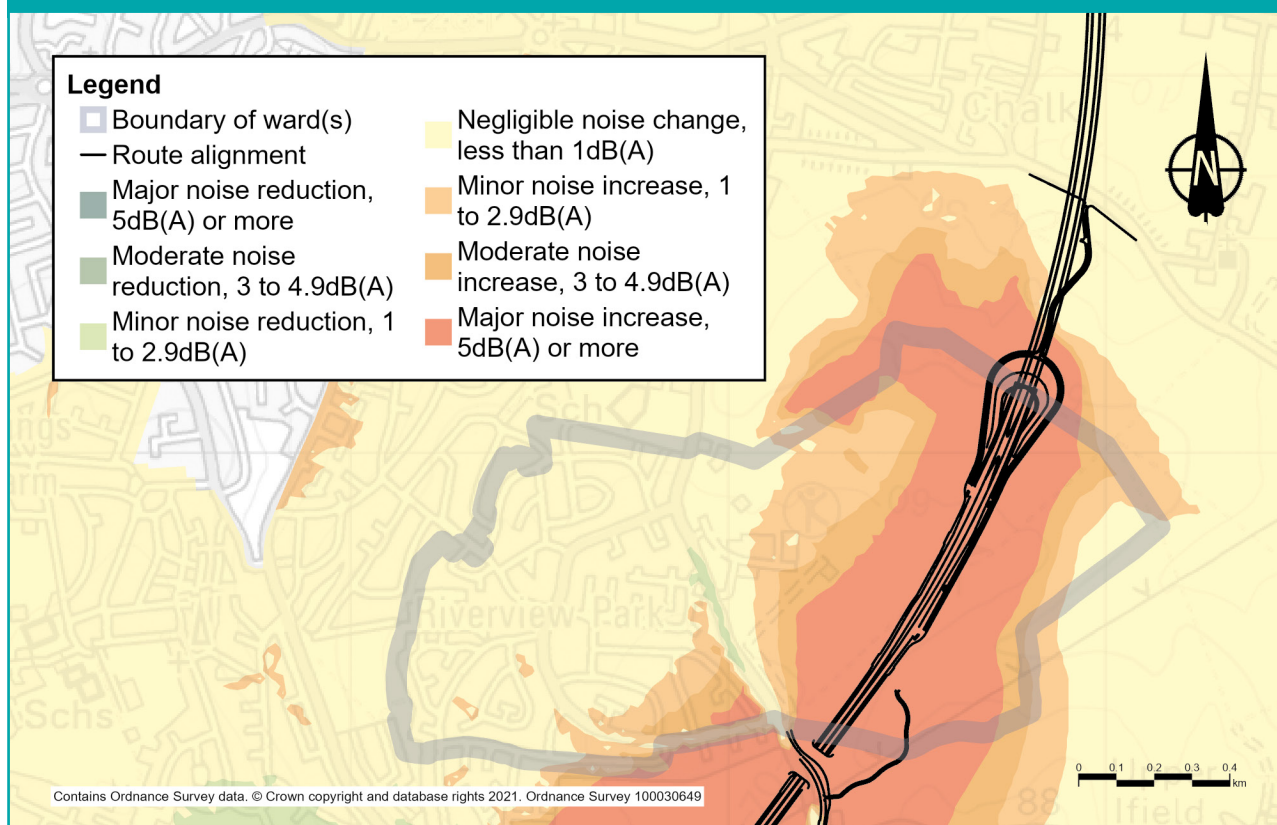 Legend
Boundary of ward(s)
Route alignment
Major noise reduction,
5dB(A) or more
Moderate noise
reduction, 3 to 4.9dB(A)
Minor noise reduction, 1
to 2.9dB(A)
Negligible noise change,
less than 1dB(A)
Minor noise increase, 1
to 2.9dB(A)
Moderate noise
increase, 3 to 4.9dB(A)
Major noise increase,
5dB(A) or more
Chalk
N
Sch
Riverview Park
Schs
88
Ifield
0 0.1 0.2 0.3 0.4
km
Contains Ordnance Survey data. © Crown copyright and database rights 2021. Ordnance Survey 100030649